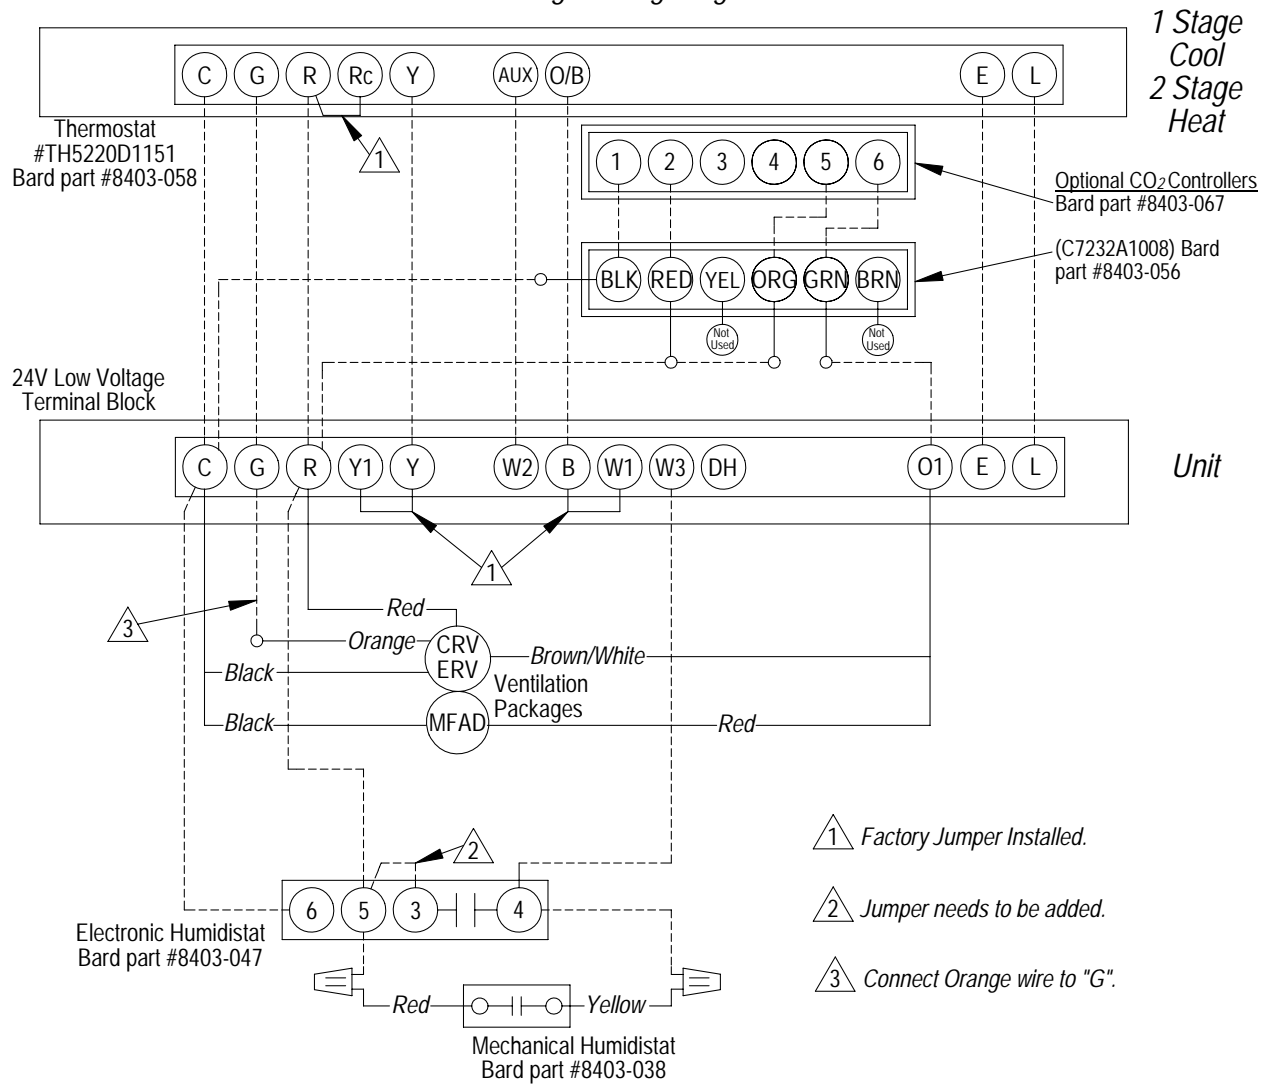 1 Stage
Cool
2 Stage
Heat
C G R Rc Y AUX O/B E L
Thermostat
#TH5220D1151
Bard part #8403-058
1
1 2 3 4 5 6
Optional CO2 Controllers
Bard part #8403-067
(C7232A1008) Bard
part #8403-056
BLK RED YEL ORG GRN BRN
Not
Used
Not
Used
24V Low Voltage
Terminal Block
C G R Y1 Y W2 B W1 W3 DH O1 E L
Unit
1
3
Red
Orange
CRV
ERV
Brown/White
Black
Ventilation
Packages
Black
MFAD
Red
2
1 Factory Jumper Installed.
2 Jumper needs to be added.
3 Connect Orange wire to "G".
6 5 3 4
Electronic Humidistat
Bard part #8403-047
Red
Yellow
Mechanical Humidistat
Bard part #8403-038